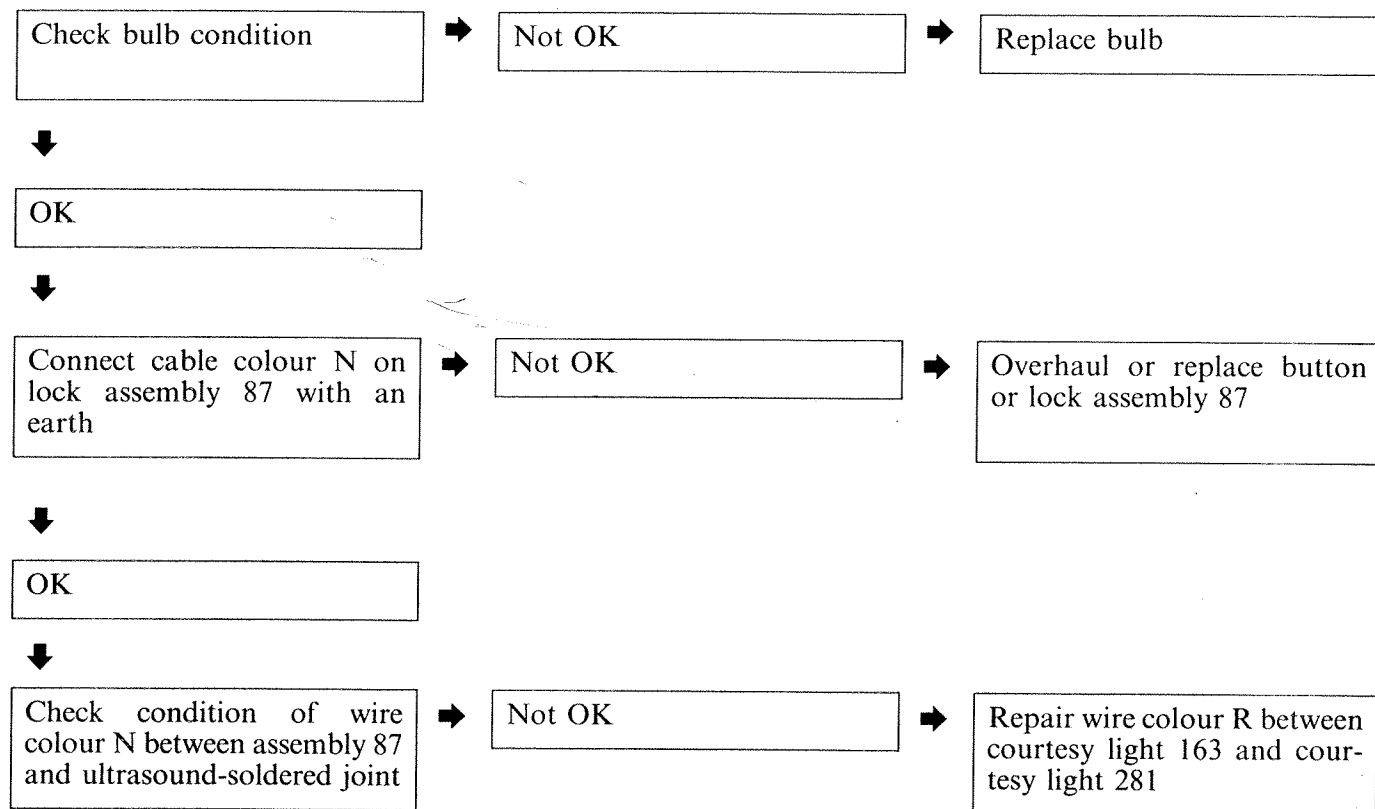 Check bulb condition
Not OK
Replace bulb
OK
Connect cable colour N on
lock assembly 87 with an
earth
Not OK
Overhaul or replace button
or lock assembly 87
OK
Check condition of wire
colour N between assembly 87
and ultrasound-soldered joint
Not OK
Repair wire colour R between
courtesy light 163 and cour-
tesy light 281